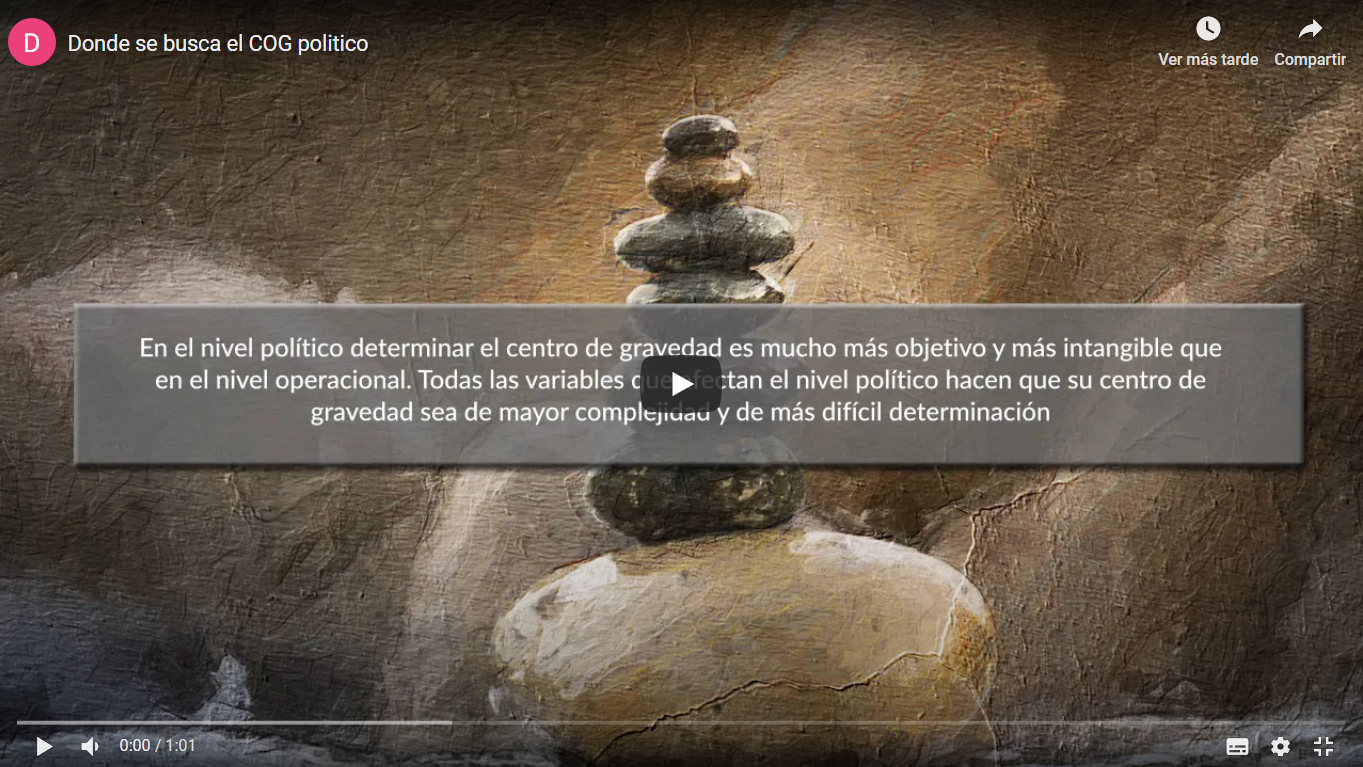 D
Donde se busca el COG politico
Ver más tarde
Compartir
En el nivel político determinar el centro de gravedad es mucho más objetivo y más intangible que
en el nivel operacional. Todas las variables que afectan el nivel político hacen que su centro de
gravedad sea de mayor complejidad y de más difícil determinación
0:00 / 1:01